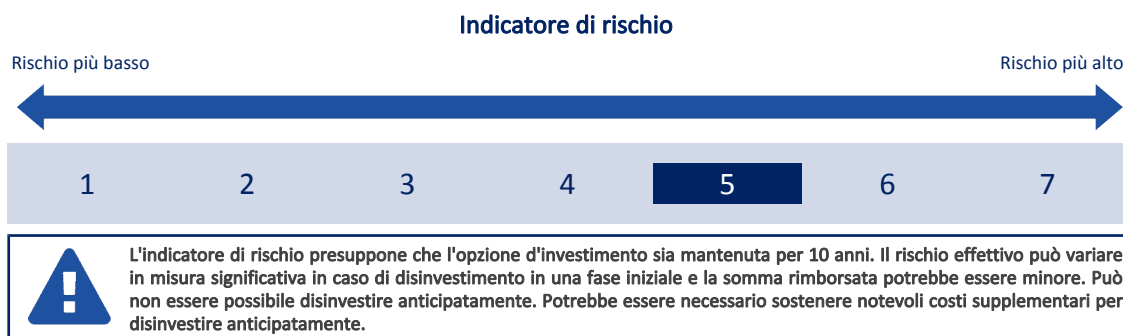 Indicatore di rischio
Rischio più basso
Rischio più alto
1 2 3 4 5 6 7
L'indicatore di rischio presuppone che l'opzione d'investimento sia mantenuta per 10 anni. Il rischio effettivo può variare
in misura significativa in caso di disinvestimento in una fase iniziale e la somma rimborsata potrebbe essere minore. Può
non essere possibile disinvestire anticipatamente. Potrebbe essere necessario sostenere notevoli costi supplementari per
disinvestire anticipatamente.